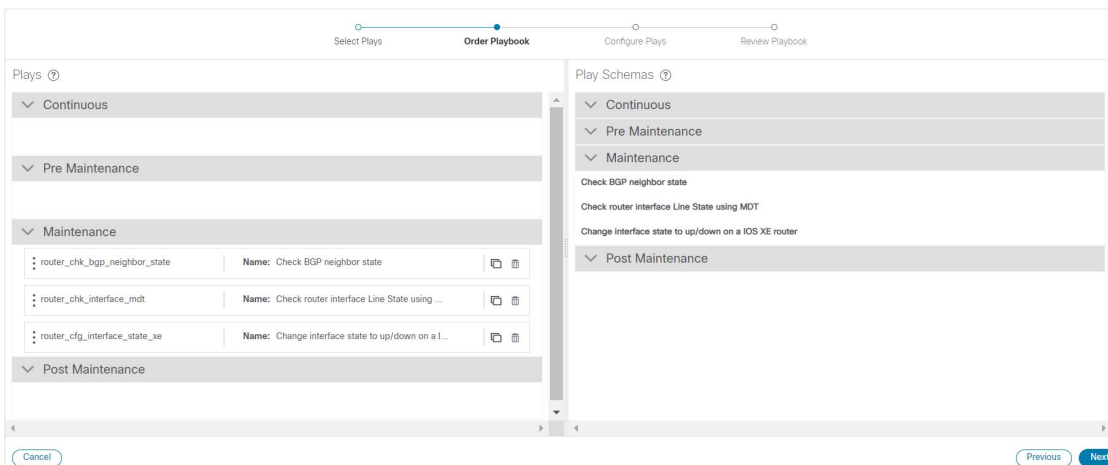 Select Plays
Order Playbook
Configure Plays
Review Playbook
Plays ?
Continuous
Pre Maintenance
Maintenance
router_chk_bgp_neighbor_state Name: Check BGP neighbor state
router_chk_interface_mdt Name: Check router interface Line State using ...
router_cfg_interface_state_xe Name: Change interface state to up/down on a I...
Post Maintenance
Play Schemas ?
Continuous
Pre Maintenance
Maintenance
Check BGP neighbor state
Check router interface Line State using MDT
Change interface state to up/down on a IOS XE router
Post Maintenance
Cancel
Previous
Next